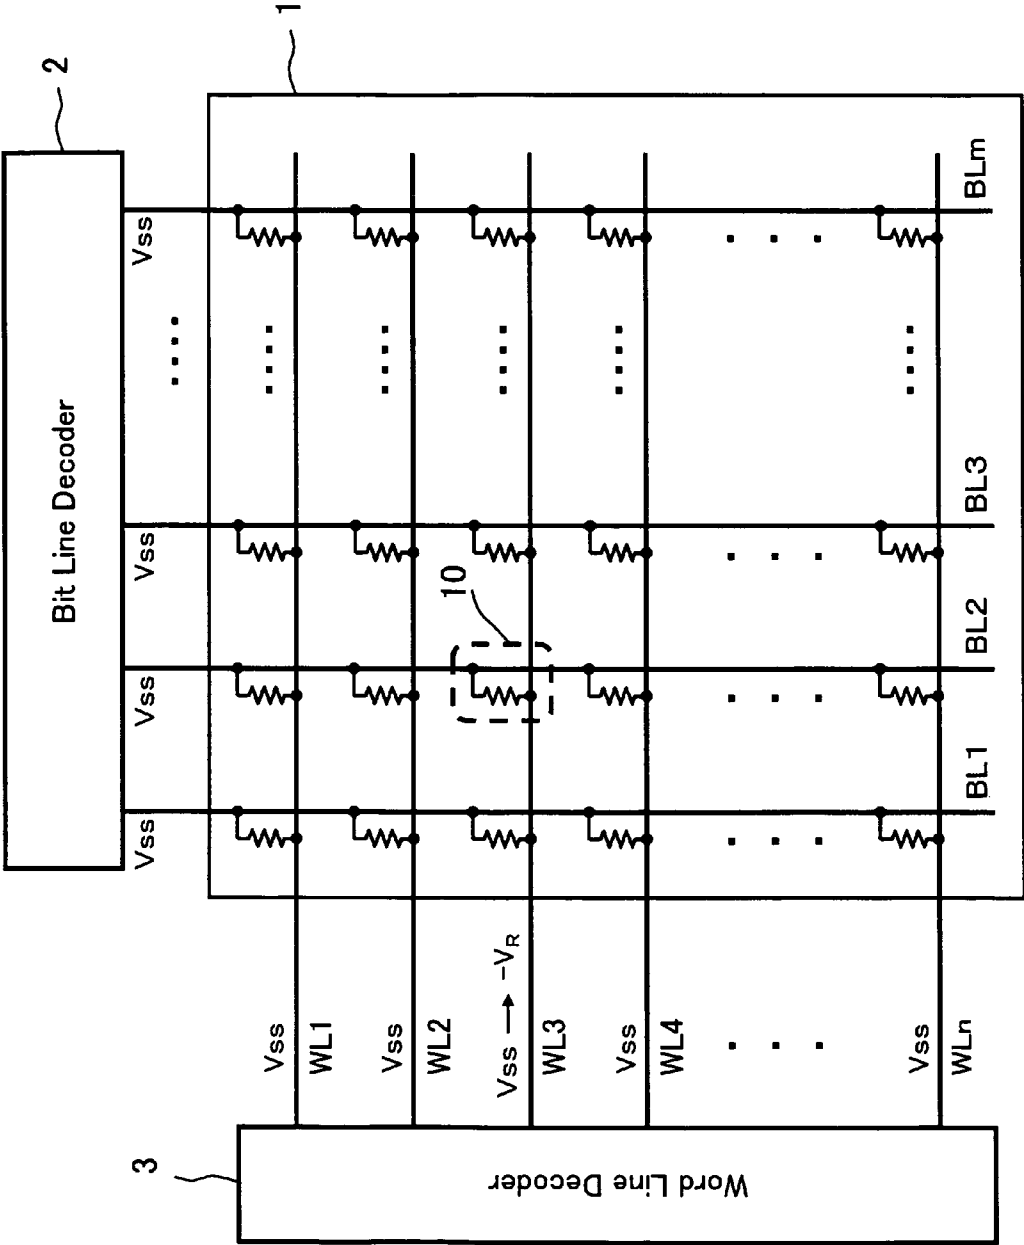 1
2
Bit Line Decoder
Vss
Vss
Vss
Vss
BLm
BL3
BL2
BL1
10
Vss
WL1
Vss
WL2
Vss → -VR
WL3
Vss
WL4
Vss
WLn
3
Word Line Decoder